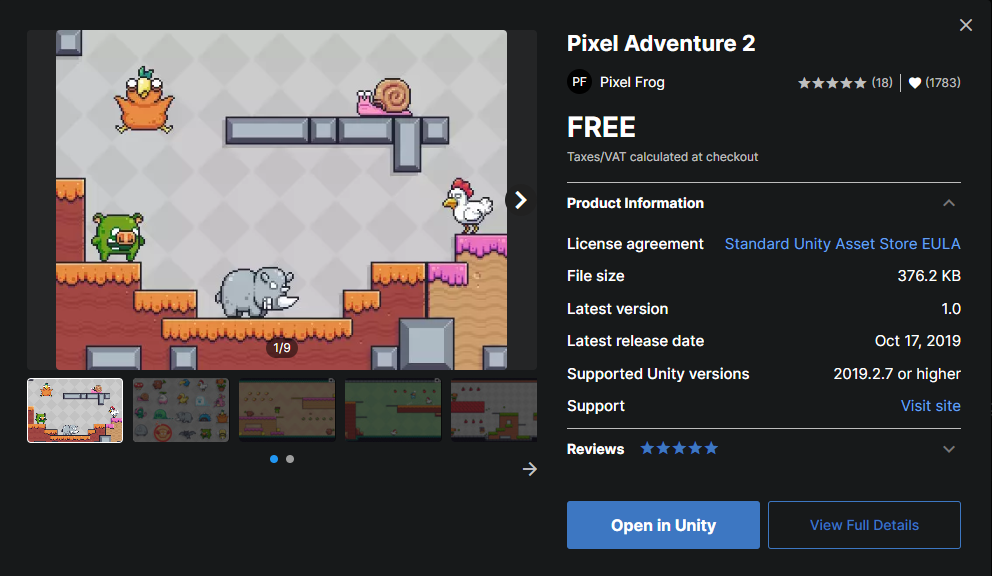 Pixel Adventure 2
PF Pixel Frog (18) (1783)
FREE
Taxes/VAT calculated at checkout
Product Information
License agreement Standard Unity Asset Store EULA
File size 376.2 KB
Latest version 1.0
Latest release date Oct 17, 2019
Supported Unity versions 2019.2.7 or higher
Support Visit site
Reviews
Open in Unity View Full Details
1/9